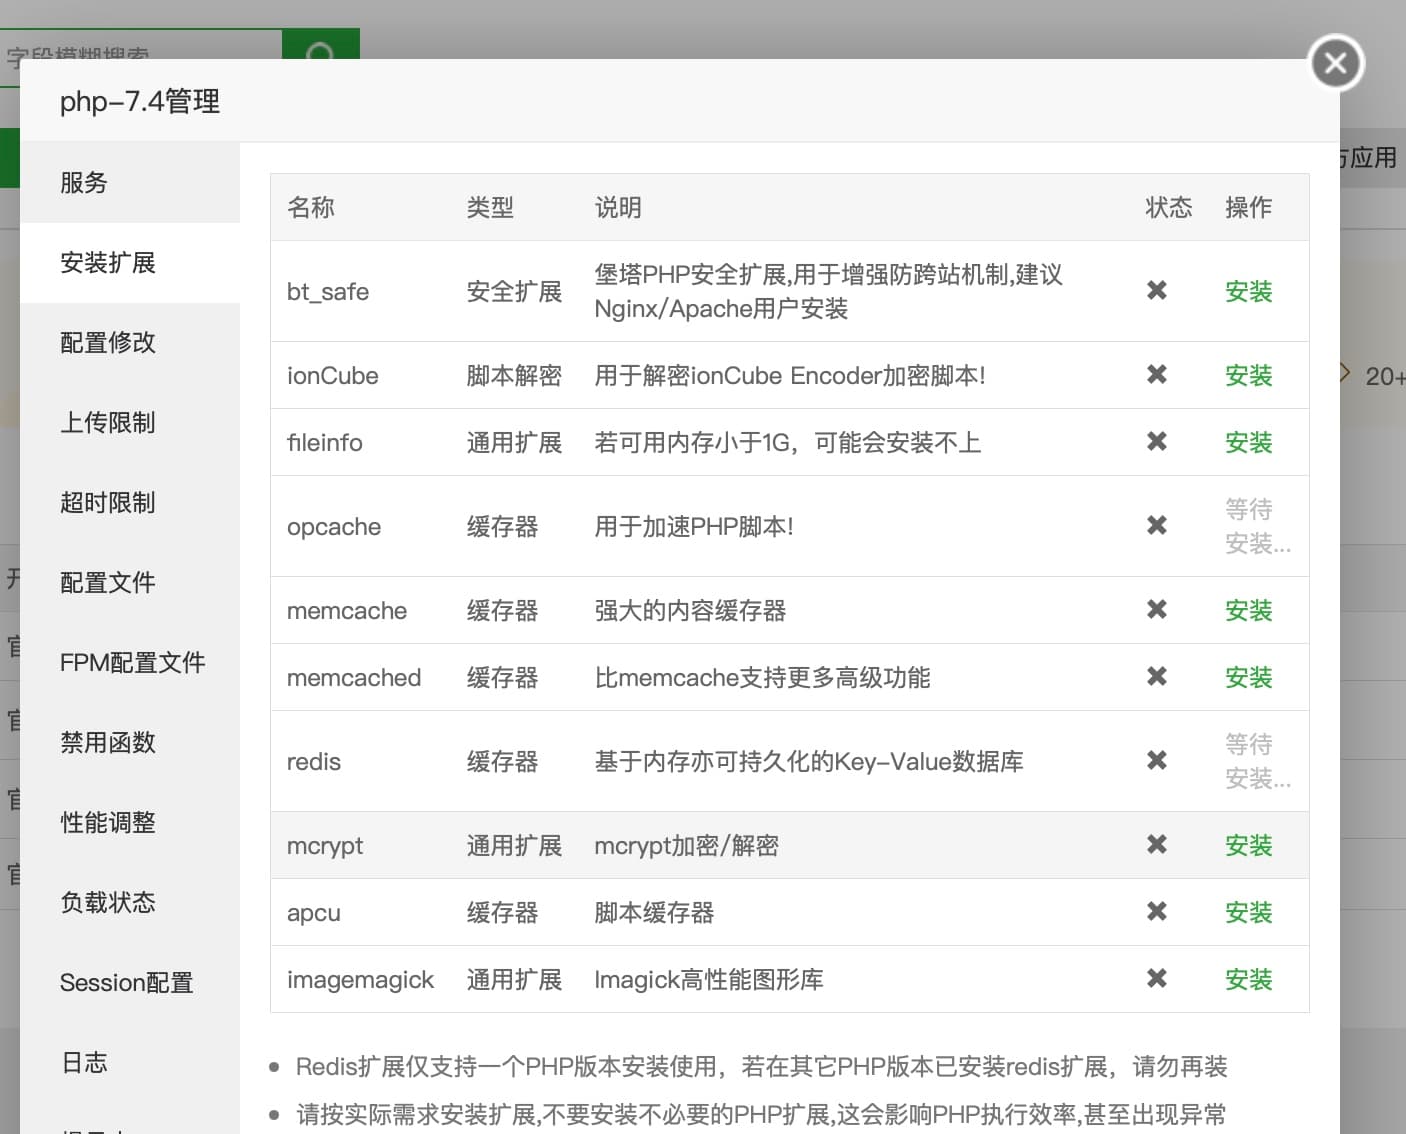 字段模糊搜索
php-7.4管理
服务
安装扩展
配置修改
上传限制
超时限制
配置文件
FPM配置文件
禁用函数
性能调整
负载状态
Session配置
日志
名称 类型 说明 状态 操作
bt_safe 安全扩展 堡塔PHP安全扩展,用于增强防跨站机制,建议
Nginx/Apache用户安装 安装
ionCube 脚本解密 用于解密ionCube Encoder加密脚本! 安装
fileinfo 通用扩展 若可用内存小于1G，可能会安装不上 安装
opcache 缓存器 用于加速PHP脚本! 等待
安装...
memcache 缓存器 强大的内容缓存器 安装
memcached 缓存器 比memcache支持更多高级功能 安装
redis 缓存器 基于内存亦可持久化的Key-Value数据库 等待
安装...
mcrypt 通用扩展 mcrypt加密/解密 安装
apcu 缓存器 脚本缓存器 安装
imagemagick 通用扩展 Imagick高性能图形库 安装
Redis扩展仅支持一个PHP版本安装使用，若在其它PHP版本已安装redis扩展，请勿再装
请按实际需求安装扩展,不要安装不必要的PHP扩展,这会影响PHP执行效率,甚至出现异常
应用
20+